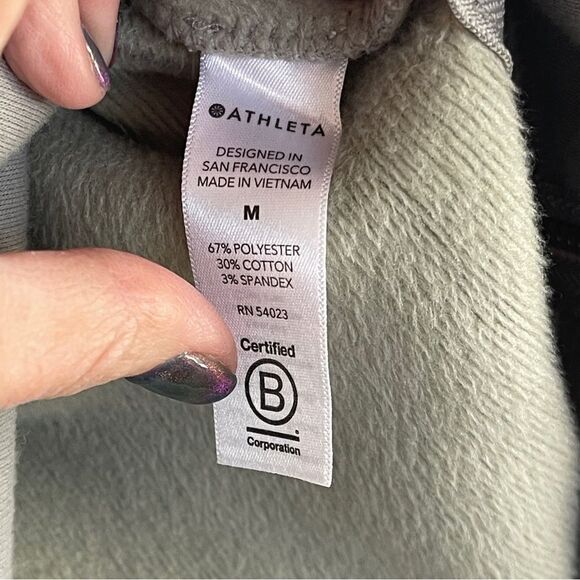 ATHLETA
DESIGNED IN
SAN FRANCISCO
MADE IN VIETNAM
M
67% POLYESTER
30% COTTON
3% SPANDEX
RN 54023
Certified
B
Corporation